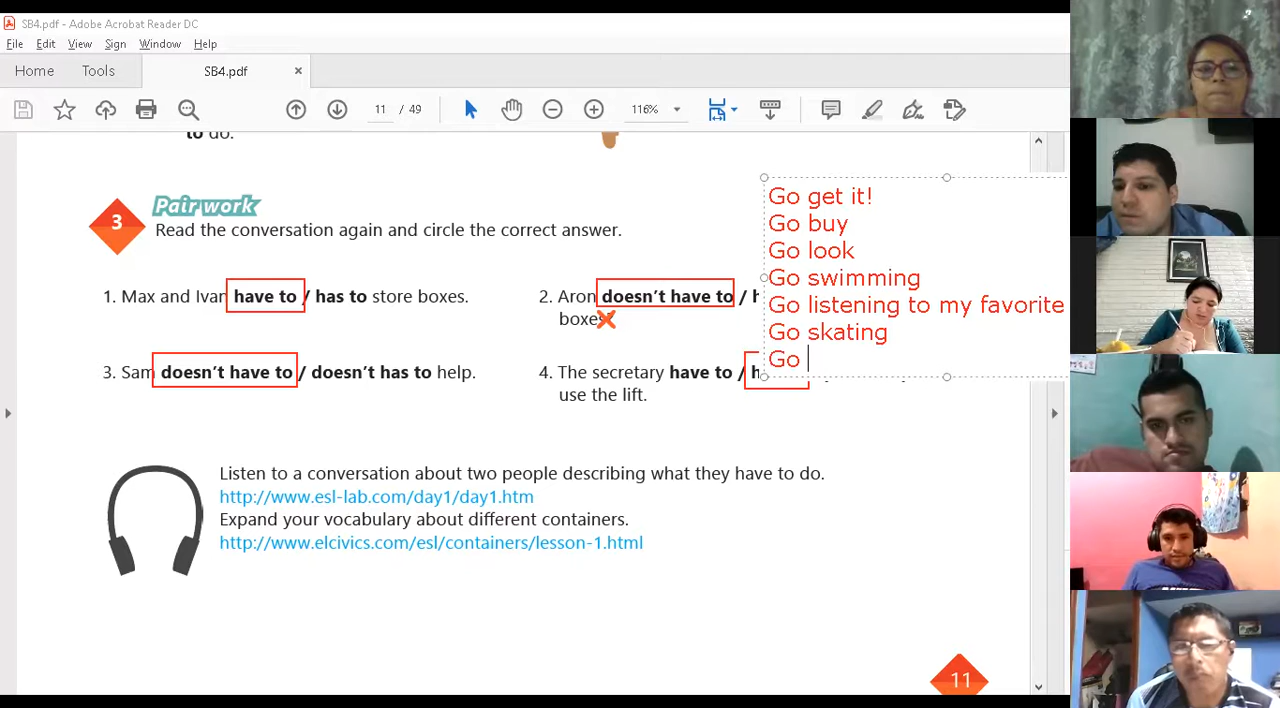 SB4.pdf - Adobe Acrobat Reader DC
File Edit View Sign Window Help
Home Tools SB4.pdf ×
11 / 49 116%
to do.
3 Pair work
Read the conversation again and circle the correct answer.
1. Max and Ivan have to / has to store boxes.
2. Aron doesn't have to /
boxes
3. Sam doesn't have to / doesn't has to help.
4. The secretary have to /
use the lift.
Go get it!
Go buy
Go look
Go swimming
Go listening to my favorite
Go skating
Go
Listen to a conversation about two people describing what they have to do.
http://www.esl-lab.com/day1/day1.htm
Expand your vocabulary about different containers.
http://www.elcivics.com/esl/containers/lesson-1.html
11